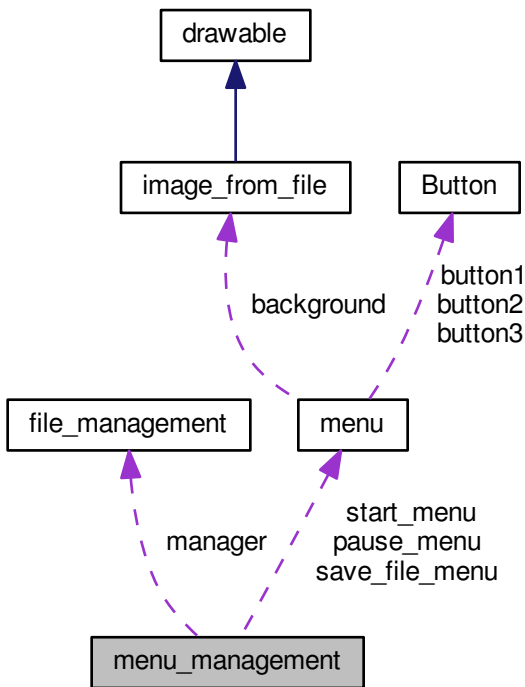 drawable
image_from_file
Button
background
button1
button2
button3
file_management
menu
manager
start_menu
pause_menu
save_file_menu
menu_management